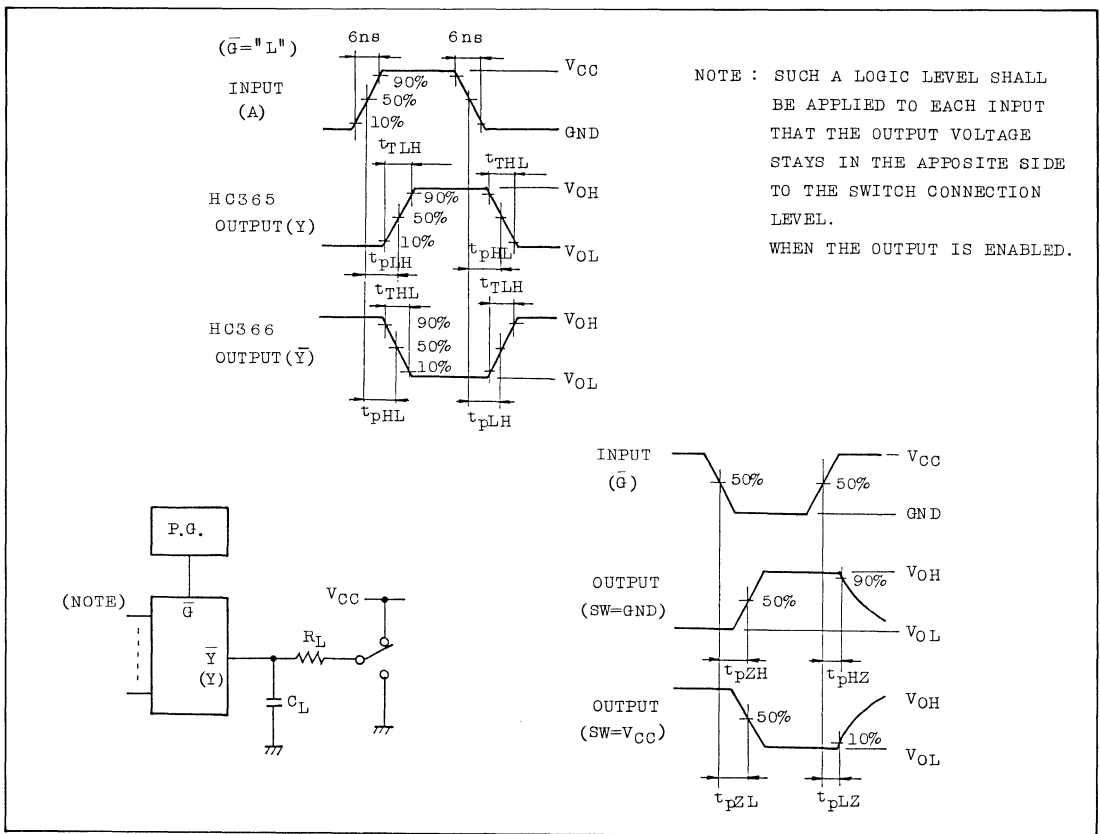 6ns
6ns
(G̅="L")
INPUT
(A)
VCC
90%
50%
10%
GND
NOTE : SUCH A LOGIC LEVEL SHALL
BE APPLIED TO EACH INPUT
THAT THE OUTPUT VOLTAGE
STAYS IN THE APPOSITE SIDE
TO THE SWITCH CONNECTION
LEVEL.
WHEN THE OUTPUT IS ENABLED.
tTLH
tTHL
HC365
OUTPUT(Y)
VOH
90%
50%
10%
VOL
tpLH
tpHL
tTHL
tTLH
HC366
OUTPUT(Y̅)
VOH
90%
50%
10%
VOL
tpHL
tpLH
INPUT
(G̅)
50%
50%
VCC
GND
OUTPUT
(SW=GND)
50%
90%
VOH
VOL
tpZH
tpHZ
OUTPUT
(SW=VCC)
50%
10%
VOH
VOL
tpZL
tpLZ
P.G.
(NOTE)
G̅
Y̅
(Y)
RL
CL
VCC